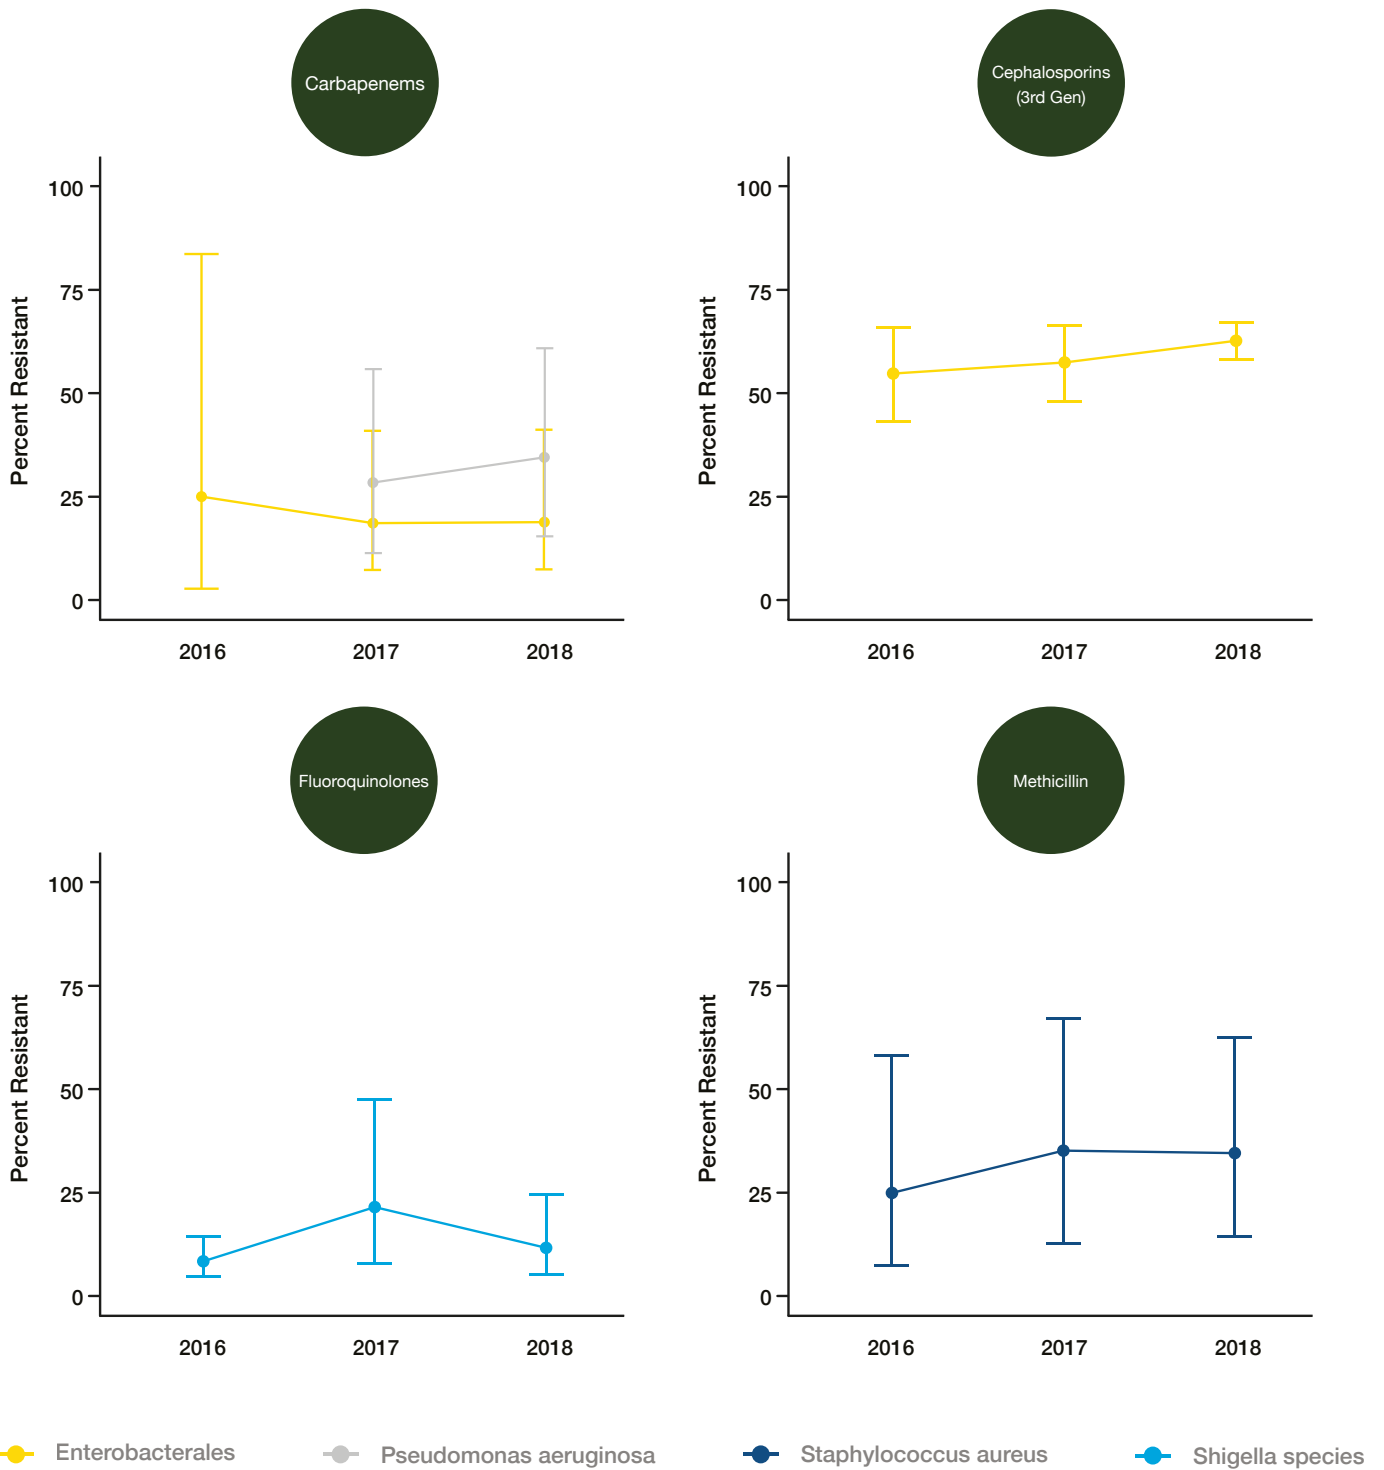 Carbapenems
Cephalosporins
(3rd Gen)
Percent Resistant
100
75
50
25
0
2016 2017 2018
Percent Resistant
100
75
50
25
0
2016 2017 2018
Fluoroquinolones
Methicillin
Percent Resistant
100
75
50
25
0
2016 2017 2018
Percent Resistant
100
75
50
25
0
2016 2017 2018
Enterobacterales Pseudomonas aeruginosa Staphylococcus aureus Shigella species